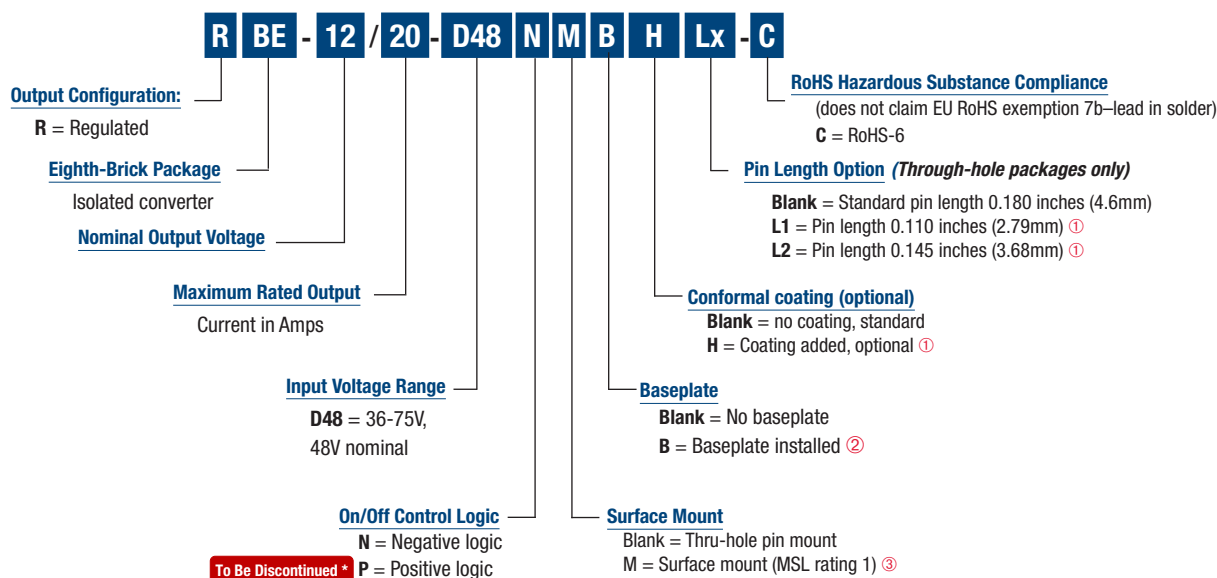 R BE - 12 / 20 - D48 N M B H Lx - C
Output Configuration:
R = Regulated
Eighth-Brick Package
Isolated converter
Nominal Output Voltage
Maximum Rated Output
Current in Amps
Input Voltage Range
D48 = 36-75V,
48V nominal
On/Off Control Logic
N = Negative logic
To Be Discontinued * P = Positive logic
RoHS Hazardous Substance Compliance
(does not claim EU RoHS exemption 7b–lead in solder)
C = RoHS-6
Pin Length Option (Through-hole packages only)
Blank = Standard pin length 0.180 inches (4.6mm)
L1 = Pin length 0.110 inches (2.79mm) ①
L2 = Pin length 0.145 inches (3.68mm) ①
Conformal coating (optional)
Blank = no coating, standard
H = Coating added, optional ①
Baseplate
Blank = No baseplate
B = Baseplate installed ②
Surface Mount
Blank = Thru-hole pin mount
M = Surface mount (MSL rating 1) ③